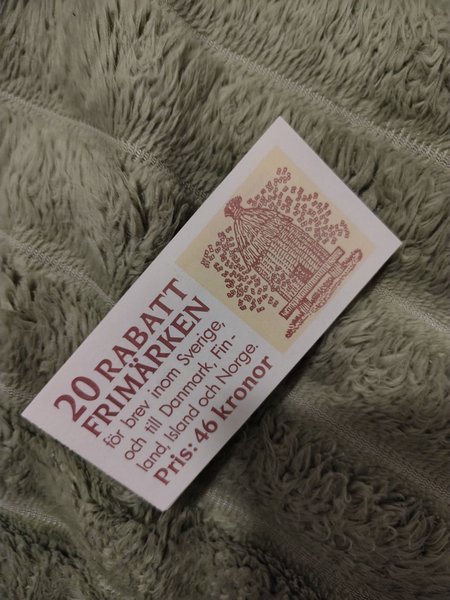 20 RABATT
FRIMÄRKEN
för brev inom Sverige,
och till Danmark, Fin-
land, Island och Norge.
Pris: 46 kronor